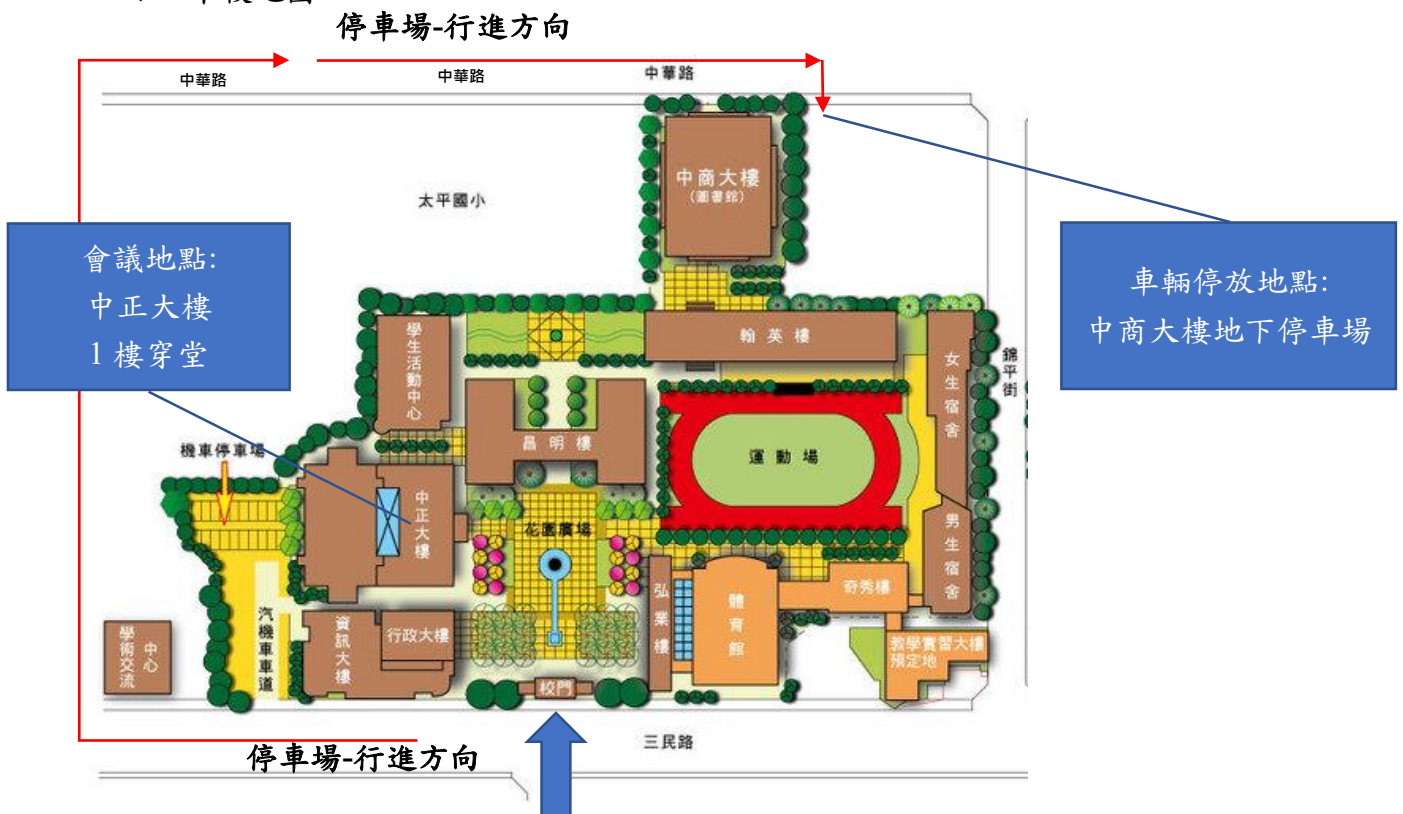 停車場-行進方向
中華路
中華路
中華路
中商大樓
(圖書館)
太平國小
會議地點:
中正大樓
1樓穿堂
車輛停放地點:
中商大樓地下停車場
學生活動中心
翰英樓
女生宿舍
錦平街
昌明樓
運動場
機車停車場
中正大樓
花園廣場
男生宿舍
弘業樓
體育館
奇秀樓
汽機車車道
資訊大樓
行政大樓
教學實習大樓
預定地
學術交流
中心
校門
三民路
停車場-行進方向